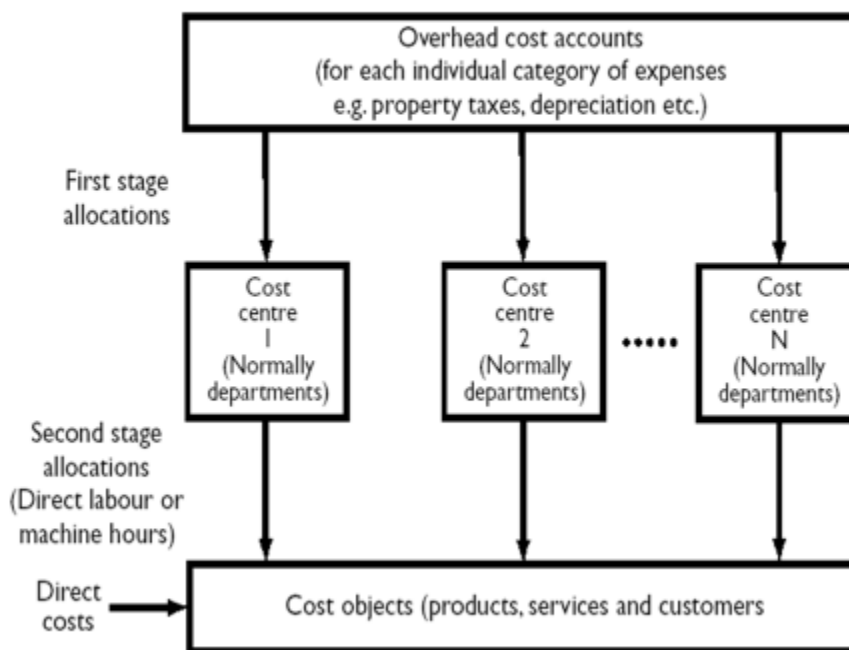 Overhead cost accounts
(for each individual category of expenses
e.g. property taxes, depreciation etc.)
First stage
allocations
Cost
centre
1
(Normally
departments)
Cost
centre
2
(Normally
departments)
Cost
centre
N
(Normally
departments)
Second stage
allocations
(Direct labour or
machine hours)
Direct
costs
Cost objects (products, services and customers